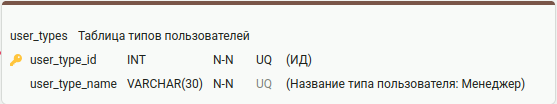 user_types Таблица типов пользователей
user_type_id INT N-N UQ (ИД)
user_type_name VARCHAR(30) N-N UQ (Название типа пользователя: Менеджер)